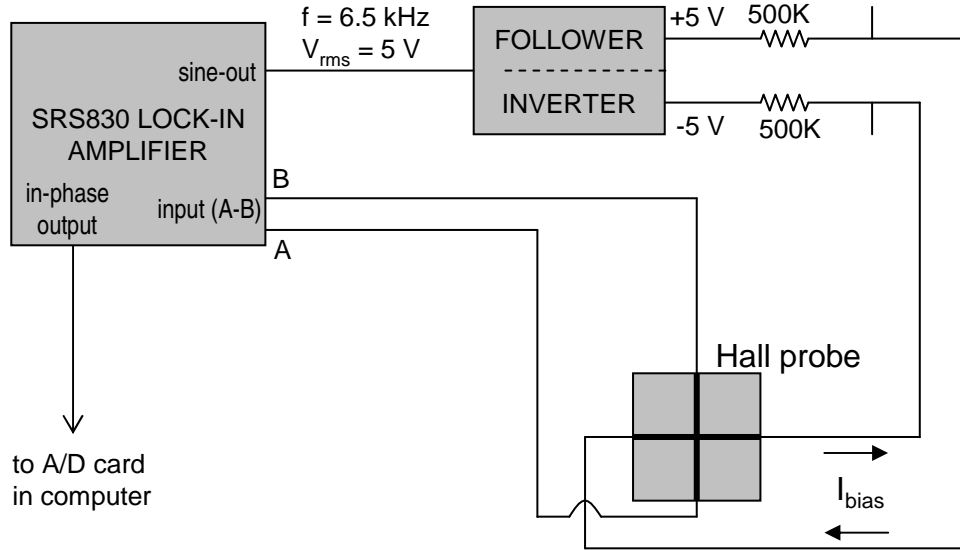 f = 6.5 kHz
V_rms = 5 V
sine-out
SRS830 LOCK-IN
AMPLIFIER
in-phase
output
input (A-B)
B
A
FOLLOWER
INVERTER
+5 V
500K
-5 V
500K
Hall probe
I_bias
to A/D card
in computer